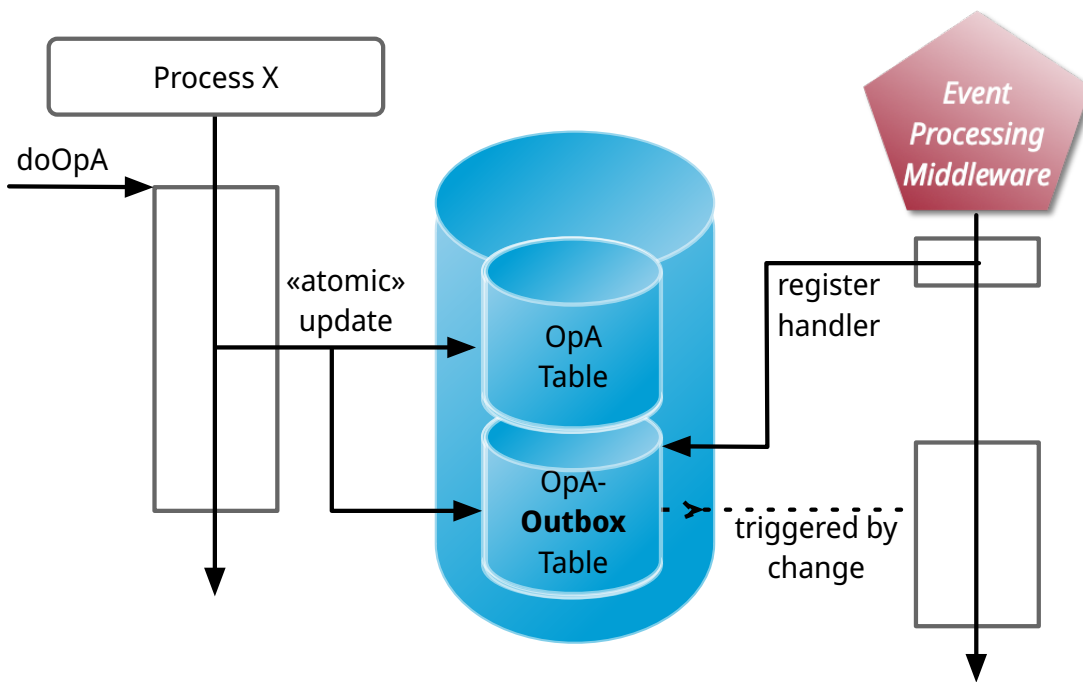 Process X
doOpA
«atomic»
update
OpA
Table
OpA-
Outbox
Table
Event
Processing
Middleware
register
handler
triggered by
change